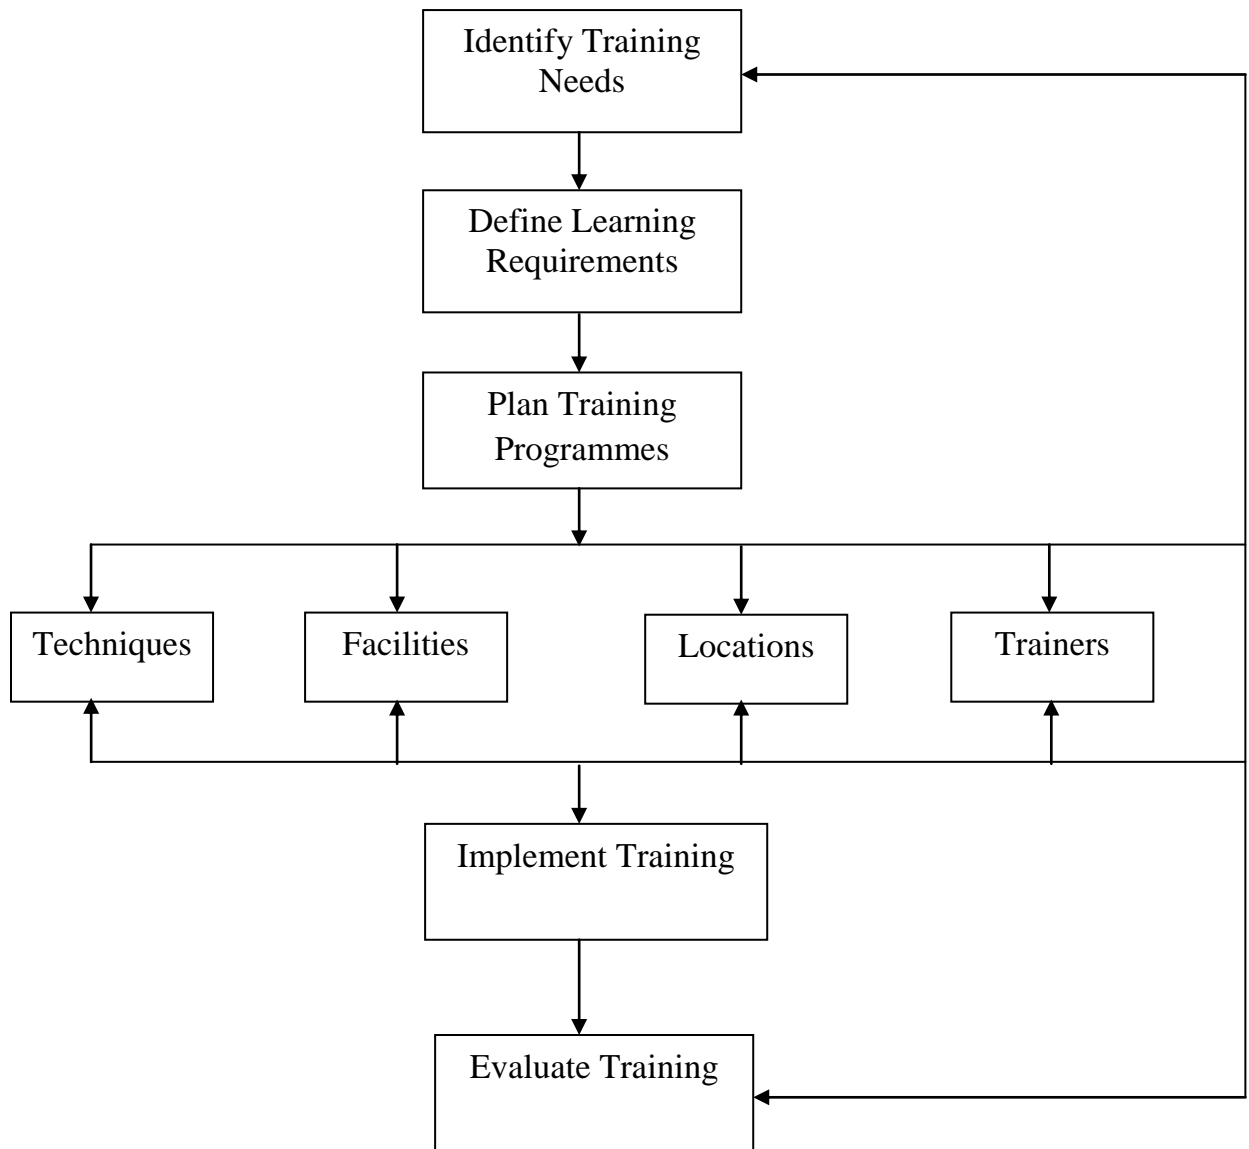 Identify Training
Needs
Define Learning
Requirements
Plan Training
Programmes
Techniques
Facilities
Locations
Trainers
Implement Training
Evaluate Training